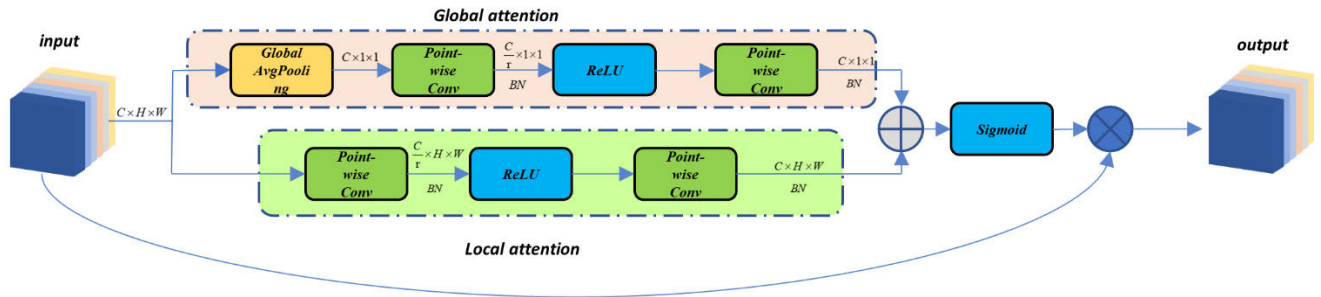 Global attention
input
output
Global
AvgPooli
ng
C×1×1
Point-
wise
Conv
C/r ×1×1
BN
ReLU
Point-
wise
Conv
C×1×1
BN
C×H×W
Sigmoid
Point-
wise
Conv
C/r ×H×W
BN
ReLU
Point-
wise
Conv
C×H×W
BN
Local attention